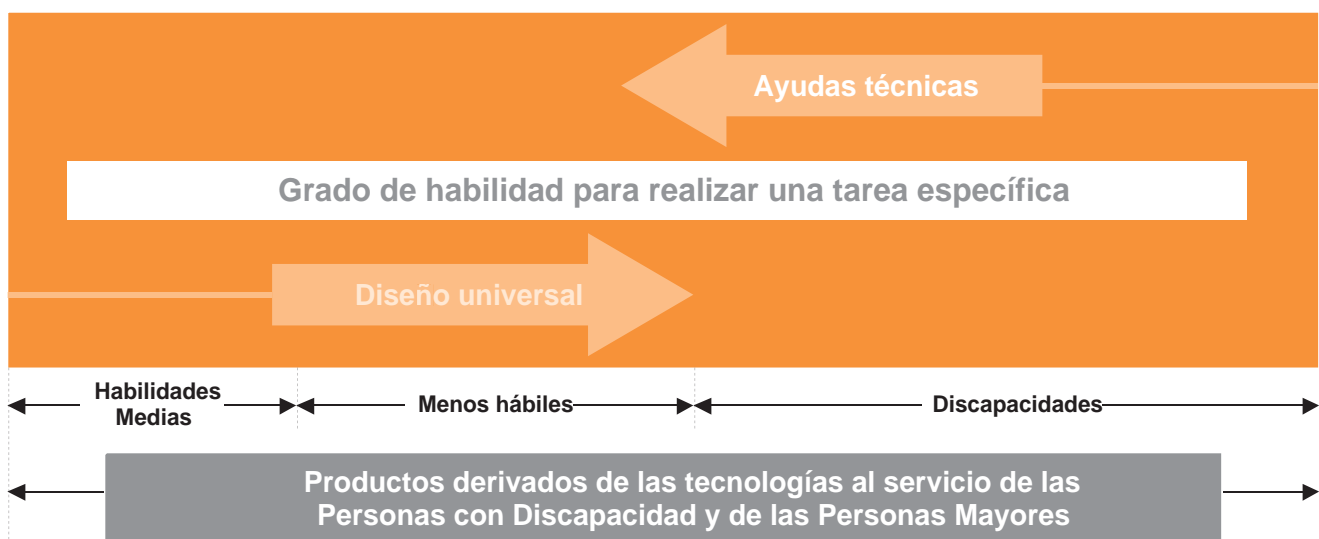 Ayudas técnicas
Grado de habilidad para realizar una tarea específica
Diseño universal
Habilidades
Medias
Menos hábiles
Discapacidades
Productos derivados de las tecnologías al servicio de las
Personas con Discapacidad y de las Personas Mayores